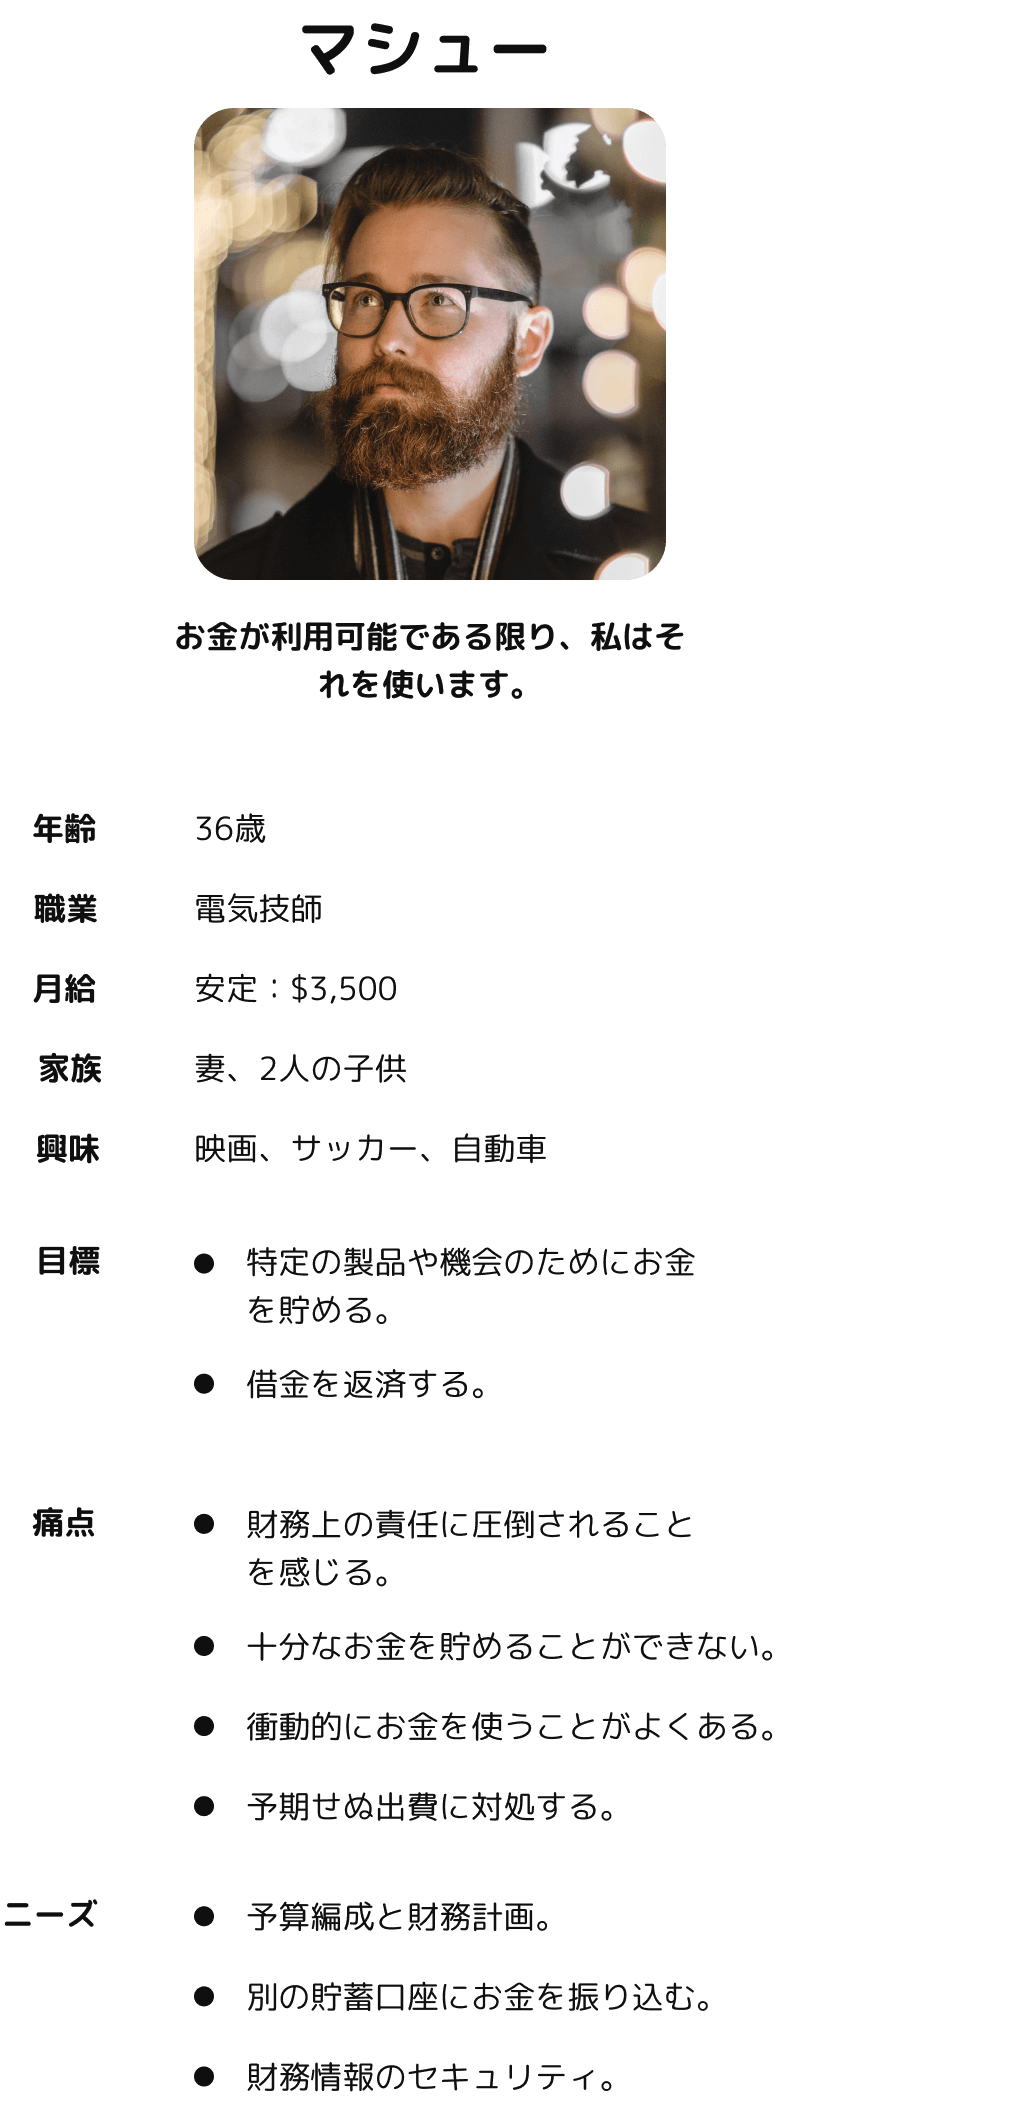 マシュー
お金が利用可能である限り、私はそ
れを使います。
年齢 36歳
職業 電気技師
月給 安定：$3,500
家族 妻、2人の子供
興味 映画、サッカー、自動車
目標 ● 特定の製品や機会のためにお金
を貯める。
● 借金を返済する。
痛点 ● 財務上の責任に圧倒されること
を感じる。
● 十分なお金を貯めることができない。
● 衝動的にお金を使うことがよくある。
● 予期せぬ出費に対処する。
ニーズ ● 予算編成と財務計画。
● 別の貯蓄口座にお金を振り込む。
● 財務情報のセキュリティ。